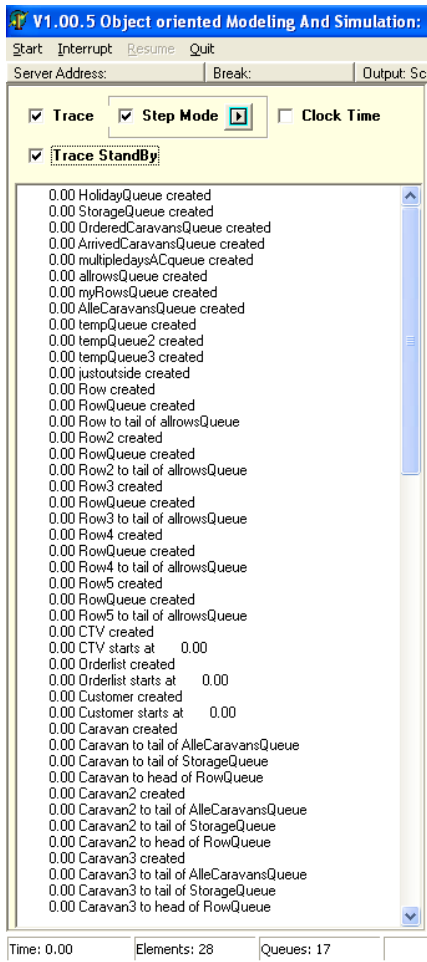 V1.00.5 Object oriented Modeling And Simulation:
Start Interrupt Resume Quit
Server Address: Break: Output: Sc
Trace Step Mode Clock Time
Trace StandBy
0.00 HolidayQueue created
0.00 StorageQueue created
0.00 OrderedCaravansQueue created
0.00 ArrivedCaravansQueue created
0.00 multipledaysACqueue created
0.00 allrowsQueue created
0.00 myRowsQueue created
0.00 AlleCaravansQueue created
0.00 tempQueue created
0.00 tempQueue2 created
0.00 tempQueue3 created
0.00 justoutside created
0.00 Row created
0.00 RowQueue created
0.00 Row to tail of allrowsQueue
0.00 Row2 created
0.00 RowQueue created
0.00 Row2 to tail of allrowsQueue
0.00 Row3 created
0.00 RowQueue created
0.00 Row3 to tail of allrowsQueue
0.00 Row4 created
0.00 RowQueue created
0.00 Row4 to tail of allrowsQueue
0.00 Row5 created
0.00 RowQueue created
0.00 Row5 to tail of allrowsQueue
0.00 CTV created
0.00 CTV starts at 0.00
0.00 Orderlist created
0.00 Orderlist starts at 0.00
0.00 Customer created
0.00 Customer starts at 0.00
0.00 Caravan created
0.00 Caravan to tail of AlleCaravansQueue
0.00 Caravan to tail of StorageQueue
0.00 Caravan to head of RowQueue
0.00 Caravan2 created
0.00 Caravan2 to tail of AlleCaravansQueue
0.00 Caravan2 to tail of StorageQueue
0.00 Caravan2 to head of RowQueue
0.00 Caravan3 created
0.00 Caravan3 to tail of AlleCaravansQueue
0.00 Caravan3 to tail of StorageQueue
0.00 Caravan3 to head of RowQueue
Time: 0.00 Elements: 28 Queues: 17